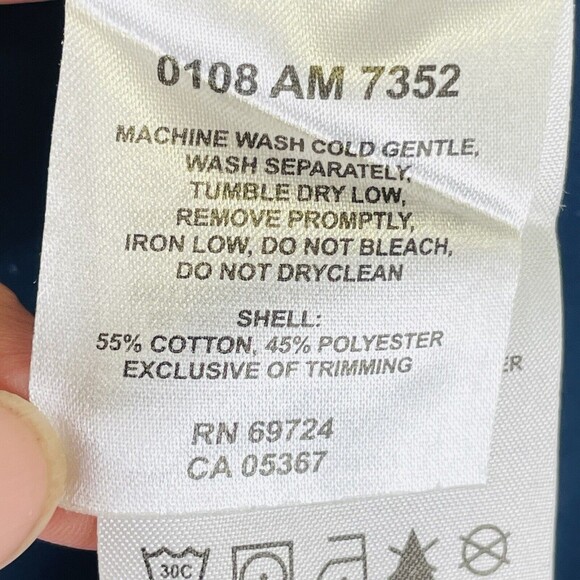 0108 AM 7352
MACHINE WASH COLD GENTLE,
WASH SEPARATELY,
TUMBLE DRY LOW,
REMOVE PROMPTLY,
IRON LOW, DO NOT BLEACH,
DO NOT DRYCLEAN
SHELL:
55% COTTON, 45% POLYESTER
EXCLUSIVE OF TRIMMING
ER
RN 69724
CA 05367
30C